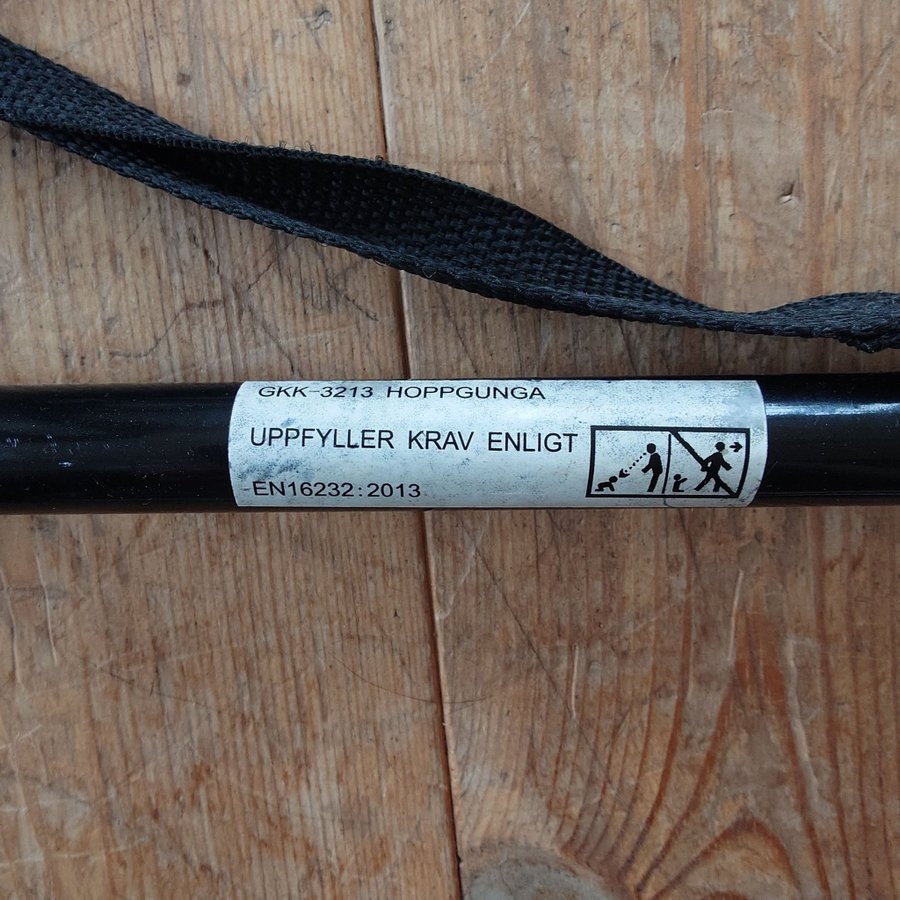 GKK-3213 HOPPGUNGA
UPPFYLLER KRAV ENLIGT
EN16232:2013